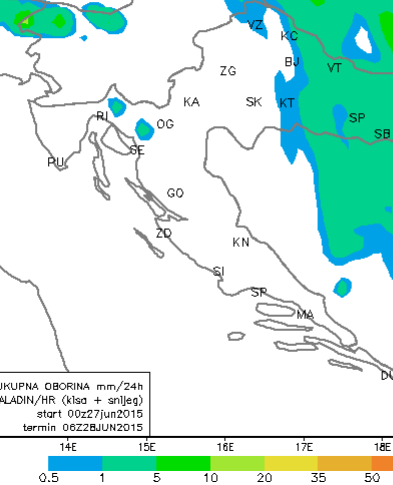 VZ
KC
ZG
BJ
VT
KA
SK
KT
RI
OG
SP
SB
SE
PU
GO
ZD
KN
SI
SP
MA
DU
UKUPNA OBORINA mm/24h
ALADIN/HR (kisa + snijeg)
start 00z27jun2015
termin 06Z28JUN2015
14E 15E 16E 17E 18E
0.5 1 5 10 20 35 50